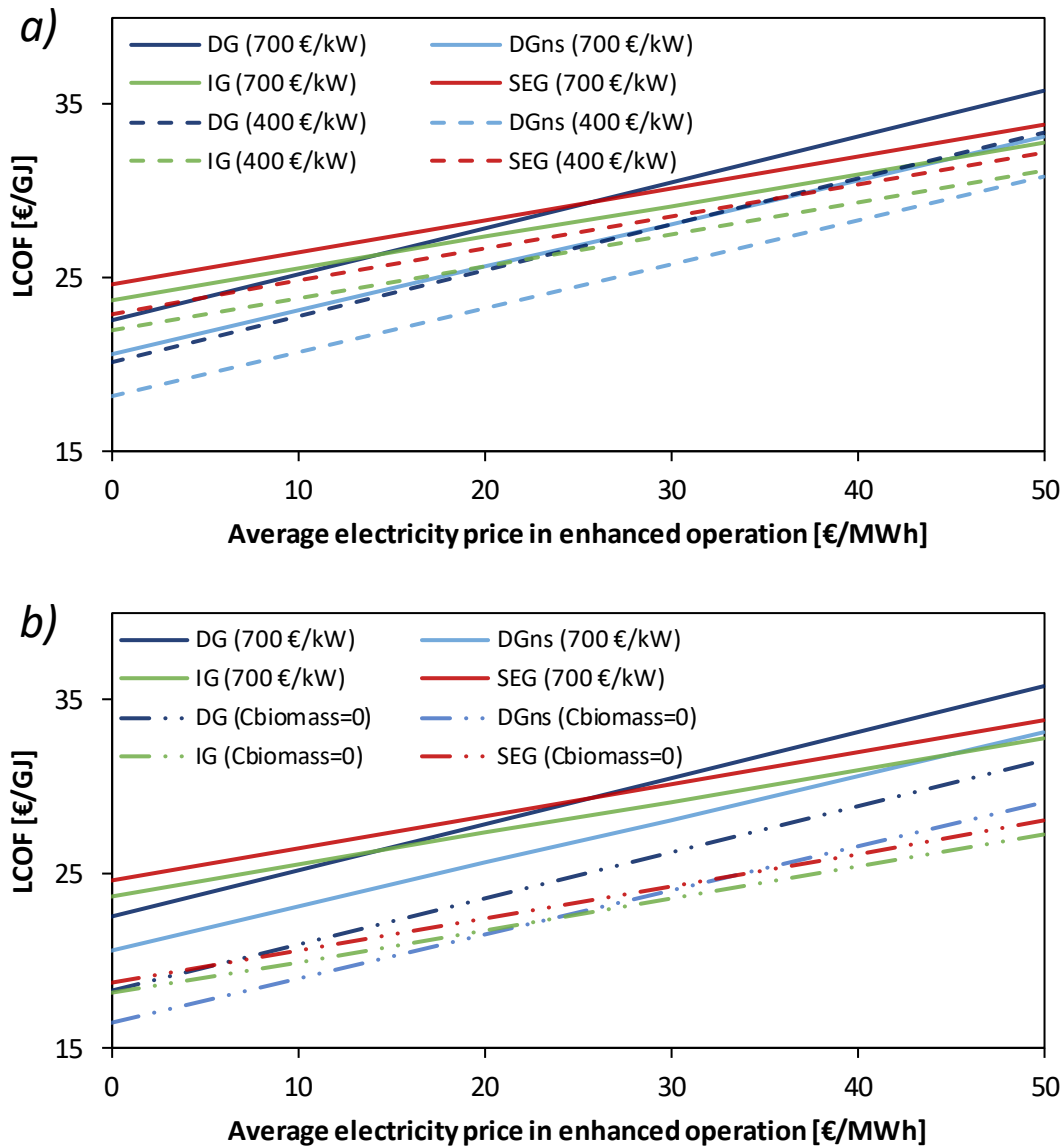 a)
DG (700 €/kW) DGns (700 €/kW)
IG (700 €/kW) SEG (700 €/kW)
DG (400 €/kW) DGns (400 €/kW)
IG (400 €/kW) SEG (400 €/kW)
LCOF [€/GJ]
35
25
15
0 10 20 30 40 50
Average electricity price in enhanced operation [€/MWh]
b)
DG (700 €/kW) DGns (700 €/kW)
IG (700 €/kW) SEG (700 €/kW)
DG (Cbiomass=0) DGns (Cbiomass=0)
IG (Cbiomass=0) SEG (Cbiomass=0)
LCOF [€/GJ]
35
25
15
0 10 20 30 40 50
Average electricity price in enhanced operation [€/MWh]